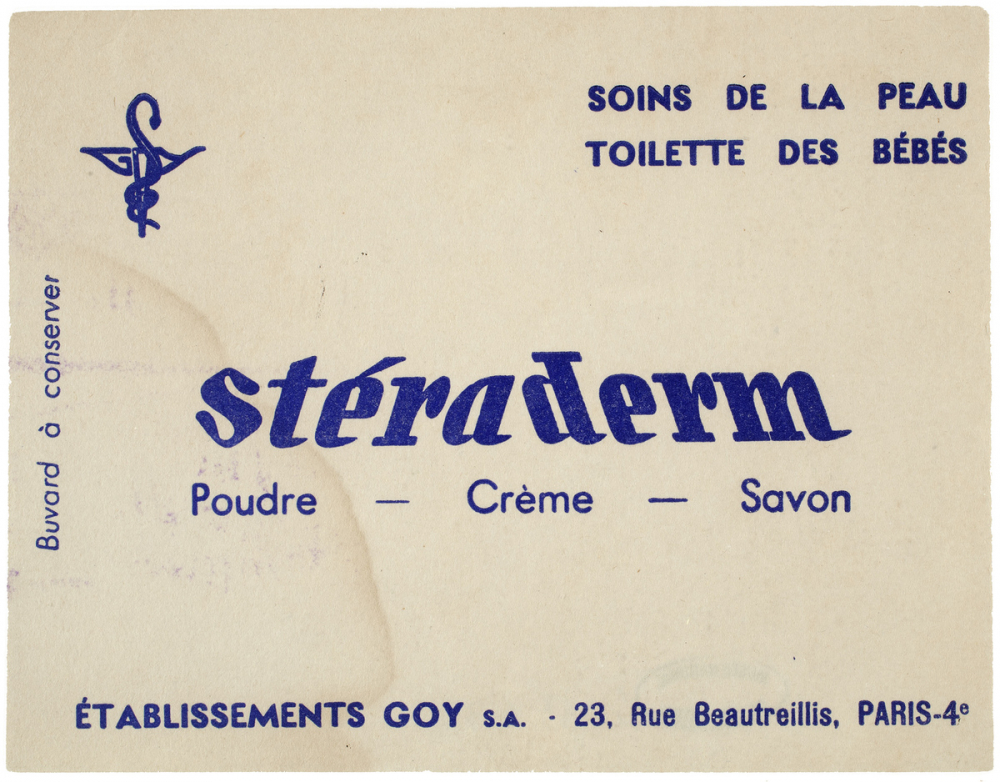 SOINS DE LA PEAU
TOILETTE DES BÉBÉS
Buvard à conserver
stéraderm
Poudre — Crème — Savon
ÉTABLISSEMENTS GOY S.A. - 23, Rue Beautreillis, PARIS-4e